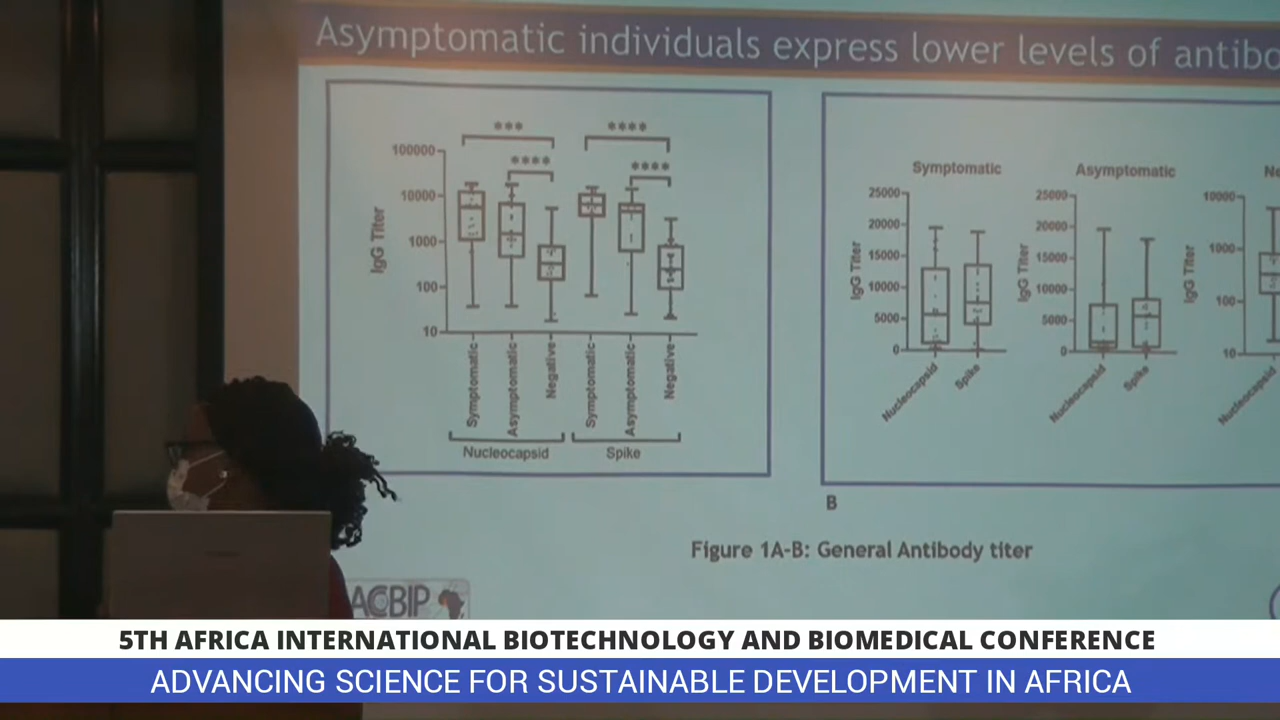 Asymptomatic individuals express lower levels of antibo
*** ****
**** ****
100000
10000
1000
100
10
IgG Titer
Symptomatic
Asymptomatic
Negative
Symptomatic
Asymptomatic
Negative
Nucleocapsid
Spike
Symptomatic
25000
20000
15000
10000
5000
0
IgG Titer
Nucleocapsid
Spike
Asymptomatic
25000
20000
15000
10000
5000
0
IgG Titer
Nucleocapsid
Spike
Ne
10000
1000
100
10
IgG Titer
Nucleocapsid
B
Figure 1A-B: General Antibody titer
ACBIP
5TH AFRICA INTERNATIONAL BIOTECHNOLOGY AND BIOMEDICAL CONFERENCE
ADVANCING SCIENCE FOR SUSTAINABLE DEVELOPMENT IN AFRICA